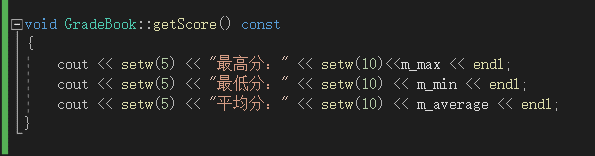 void GradeBook::getScore() const
{
cout << setw(5) << "最高分：" << setw(10)<<m_max << endl;
cout << setw(5) << "最低分：" << setw(10) << m_min << endl;
cout << setw(5) << "平均分：" << setw(10) << m_average << endl;
}